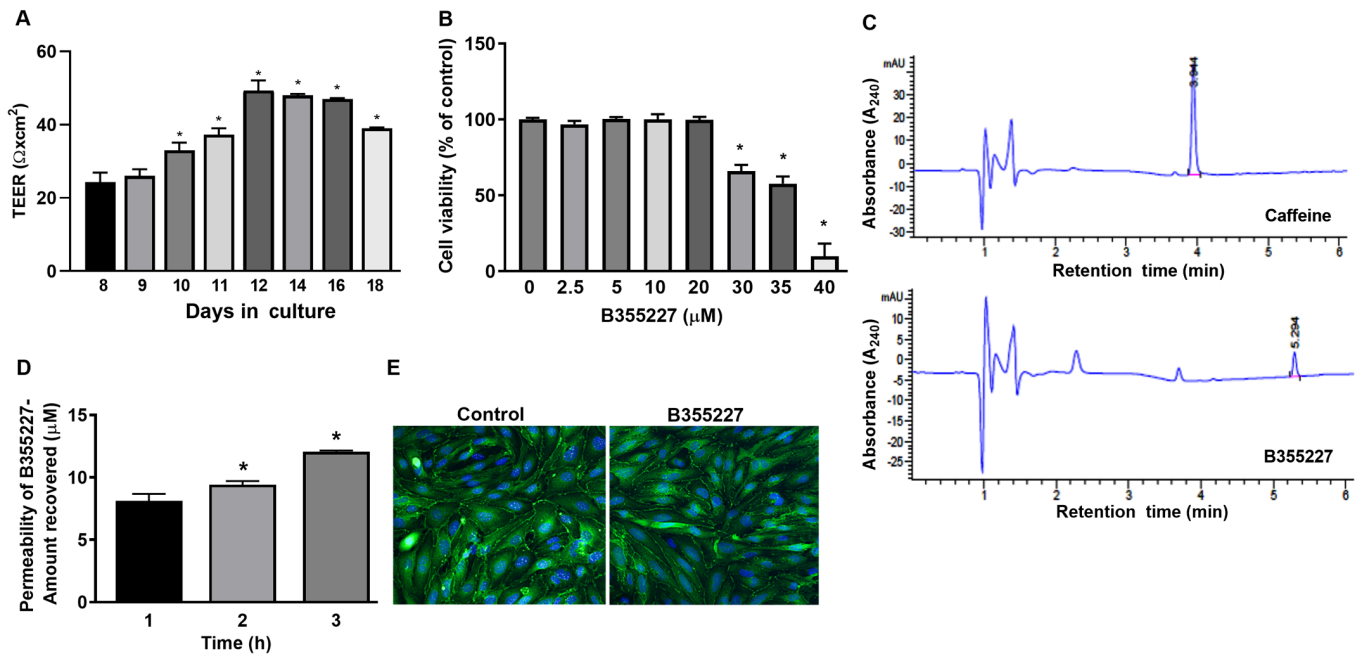 A
TEER (Ωxcm²)
60
40
20
0
*
*
*
*
*
*
8 9 10 11 12 14 16 18
Days in culture
B
Cell viability (% of control)
150
100
50
0
*
*
*
0 2.5 5 10 20 30 35 40
B355227 (μM)
C
Absorbance (A₂₄₀)
mAU
30
20
10
0
-10
-20
-30
3.944
Caffeine
1 2 3 4 5 6
Retention time (min)
Absorbance (A₂₄₀)
mAU
10
5
0
-5
-10
-15
-20
-25
5.294
B355227
1 2 3 4 5 6
Retention time (min)
D
Permeability of B355227-
Amount recovered (μM)
15
10
5
0
*
*
1 2 3
Time (h)
E
Control B355227